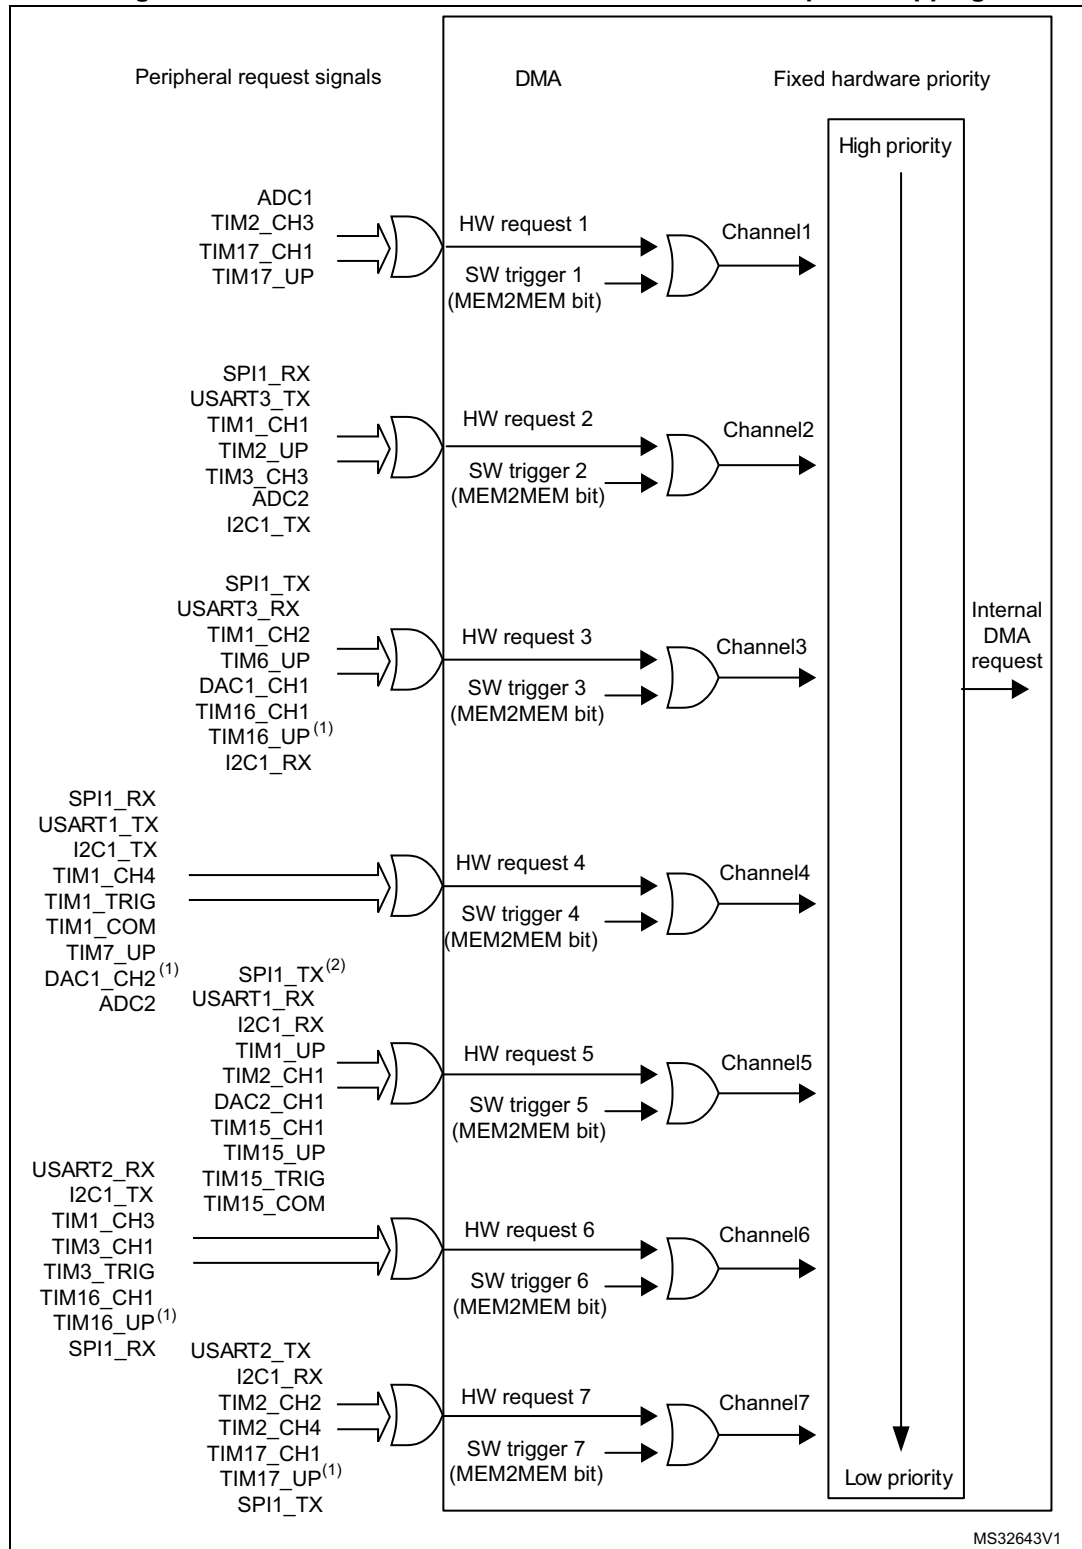 Peripheral request signals
DMA
Fixed hardware priority
High priority
ADC1
TIM2_CH3
TIM17_CH1
TIM17_UP
HW request 1
SW trigger 1
(MEM2MEM bit)
Channel1
SPI1_RX
USART3_TX
TIM1_CH1
TIM2_UP
TIM3_CH3
ADC2
I2C1_TX
HW request 2
SW trigger 2
(MEM2MEM bit)
Channel2
SPI1_TX
USART3_RX
TIM1_CH2
TIM6_UP
DAC1_CH1
TIM16_CH1
TIM16_UP(1)
I2C1_RX
HW request 3
SW trigger 3
(MEM2MEM bit)
Channel3
Internal
DMA
request
SPI1_RX
USART1_TX
I2C1_TX
TIM1_CH4
TIM1_TRIG
TIM1_COM
TIM7_UP
DAC1_CH2(1)
ADC2
HW request 4
SW trigger 4
(MEM2MEM bit)
Channel4
SPI1_TX(2)
USART1_RX
I2C1_RX
TIM1_UP
TIM2_CH1
DAC2_CH1
TIM15_CH1
TIM15_UP
TIM15_TRIG
TIM15_COM
HW request 5
SW trigger 5
(MEM2MEM bit)
Channel5
USART2_RX
I2C1_TX
TIM1_CH3
TIM3_CH1
TIM3_TRIG
TIM16_CH1
TIM16_UP(1)
SPI1_RX
HW request 6
SW trigger 6
(MEM2MEM bit)
Channel6
USART2_TX
I2C1_RX
TIM2_CH2
TIM2_CH4
TIM17_CH1
TIM17_UP(1)
SPI1_TX
HW request 7
SW trigger 7
(MEM2MEM bit)
Channel7
Low priority
MS32643V1